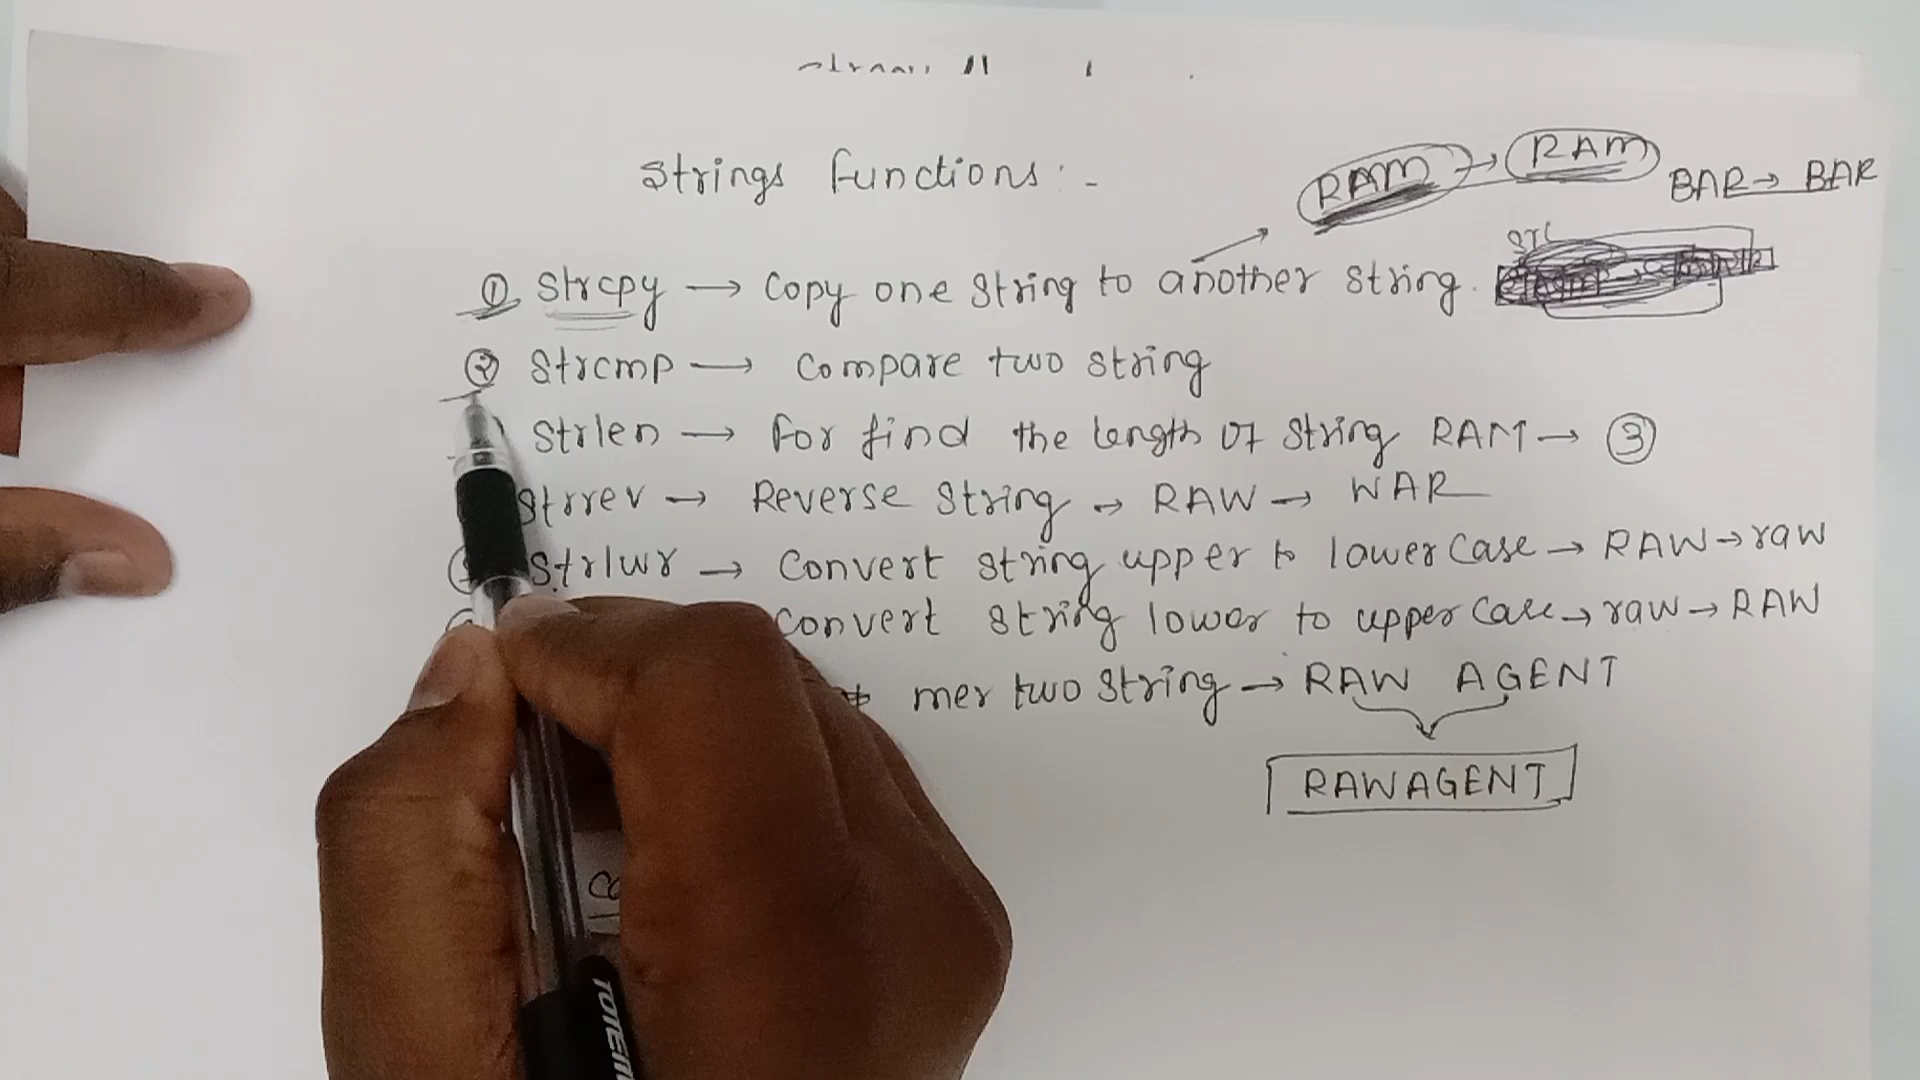 Strings functions:-
RAM → RAM
BAR → BAR
① Strcpy → Copy one string to another string.
② Strcmp → Compare two string
Strlen → For find the length of string RAM → ③
Strrev → Reverse string → RAW → WAR
Strlwr → Convert string upper to lower case → RAW → raw
Convert string lower to upper case → raw → RAW
mer two string → RAW AGENT
RAWAGENT
TOTEM